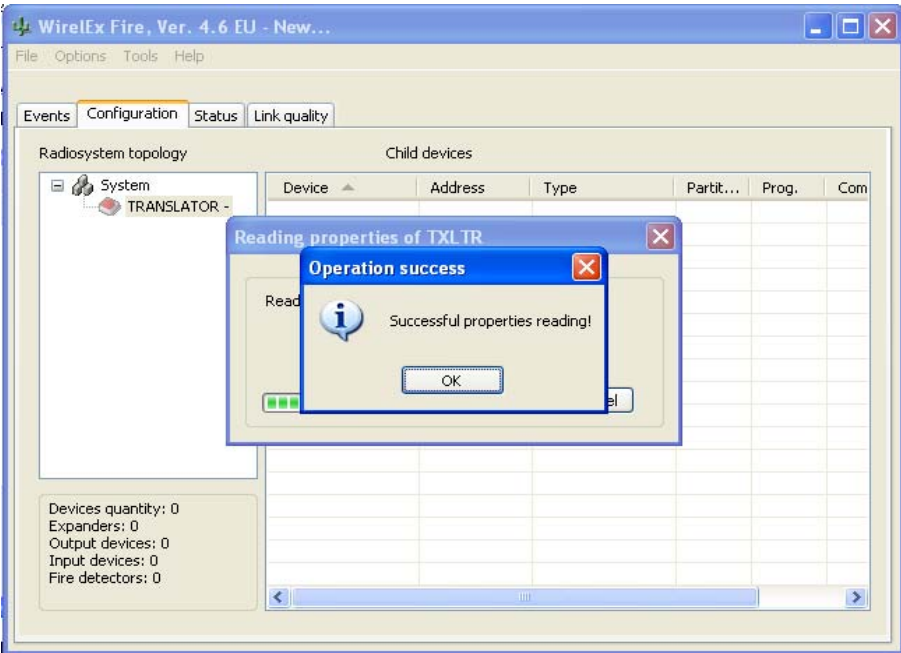 WirelEx Fire, Ver. 4.6 EU - New...
File Options Tools Help
Events Configuration Status Link quality
Radiosystem topology Child devices
System
TRANSLATOR -
Device Address Type Partit... Prog. Com
Reading properties of TXLTR
Operation success
Read
Successful properties reading!
OK
el
Devices quantity: 0
Expanders: 0
Output devices: 0
Input devices: 0
Fire detectors: 0